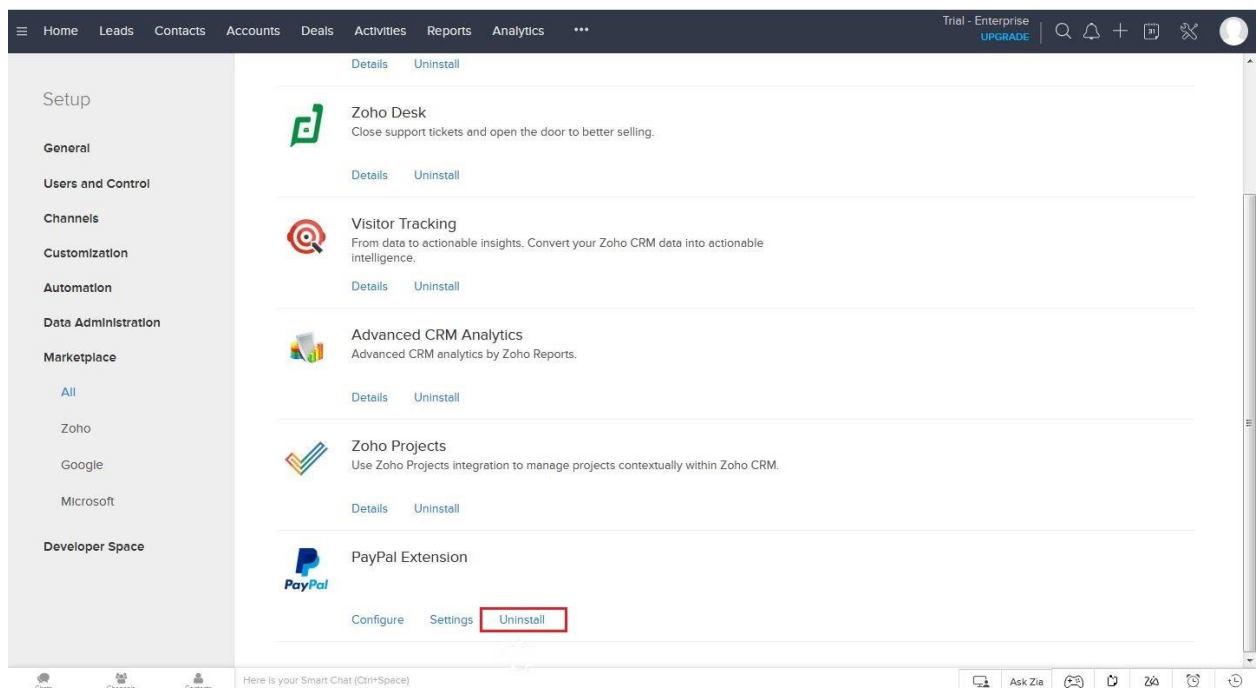 Home Leads Contacts Accounts Deals Activities Reports Analytics •••
Trial - Enterprise
UPGRADE
31
Setup
General
Users and Control
Channels
Customization
Automation
Data Administration
Marketplace
All
Zoho
Google
Microsoft
Developer Space
Details Uninstall
Zoho Desk
Close support tickets and open the door to better selling.
Details Uninstall
Visitor Tracking
From data to actionable insights. Convert your Zoho CRM data into actionable
intelligence.
Details Uninstall
Advanced CRM Analytics
Advanced CRM analytics by Zoho Reports.
Details Uninstall
Zoho Projects
Use Zoho Projects integration to manage projects contextually within Zoho CRM.
Details Uninstall
PayPal
PayPal Extension
Configure Settings Uninstall
Here is your Smart Chat (Ctrl+Space)
Ask Zia